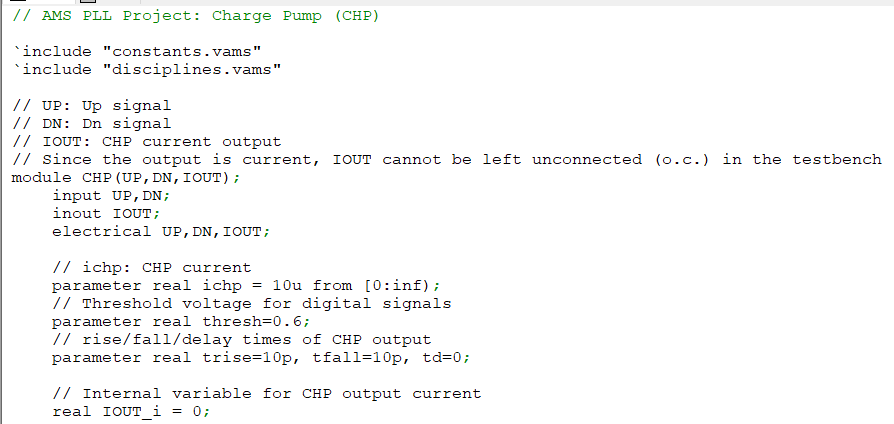 // AMS PLL Project: Charge Pump (CHP)
`include "constants.vams"
`include "disciplines.vams"
// UP: Up signal
// DN: Dn signal
// IOUT: CHP current output
// Since the output is current, IOUT cannot be left unconnected (o.c.) in the testbench
module CHP(UP,DN,IOUT);
    input UP,DN;
    inout IOUT;
    electrical UP,DN,IOUT;
    // ichp: CHP current
    parameter real ichp = 10u from [0:inf);
    // Threshold voltage for digital signals
    parameter real thresh=0.6;
    // rise/fall/delay times of CHP output
    parameter real trise=10p, tfall=10p, td=0;
    // Internal variable for CHP output current
    real IOUT_i = 0;